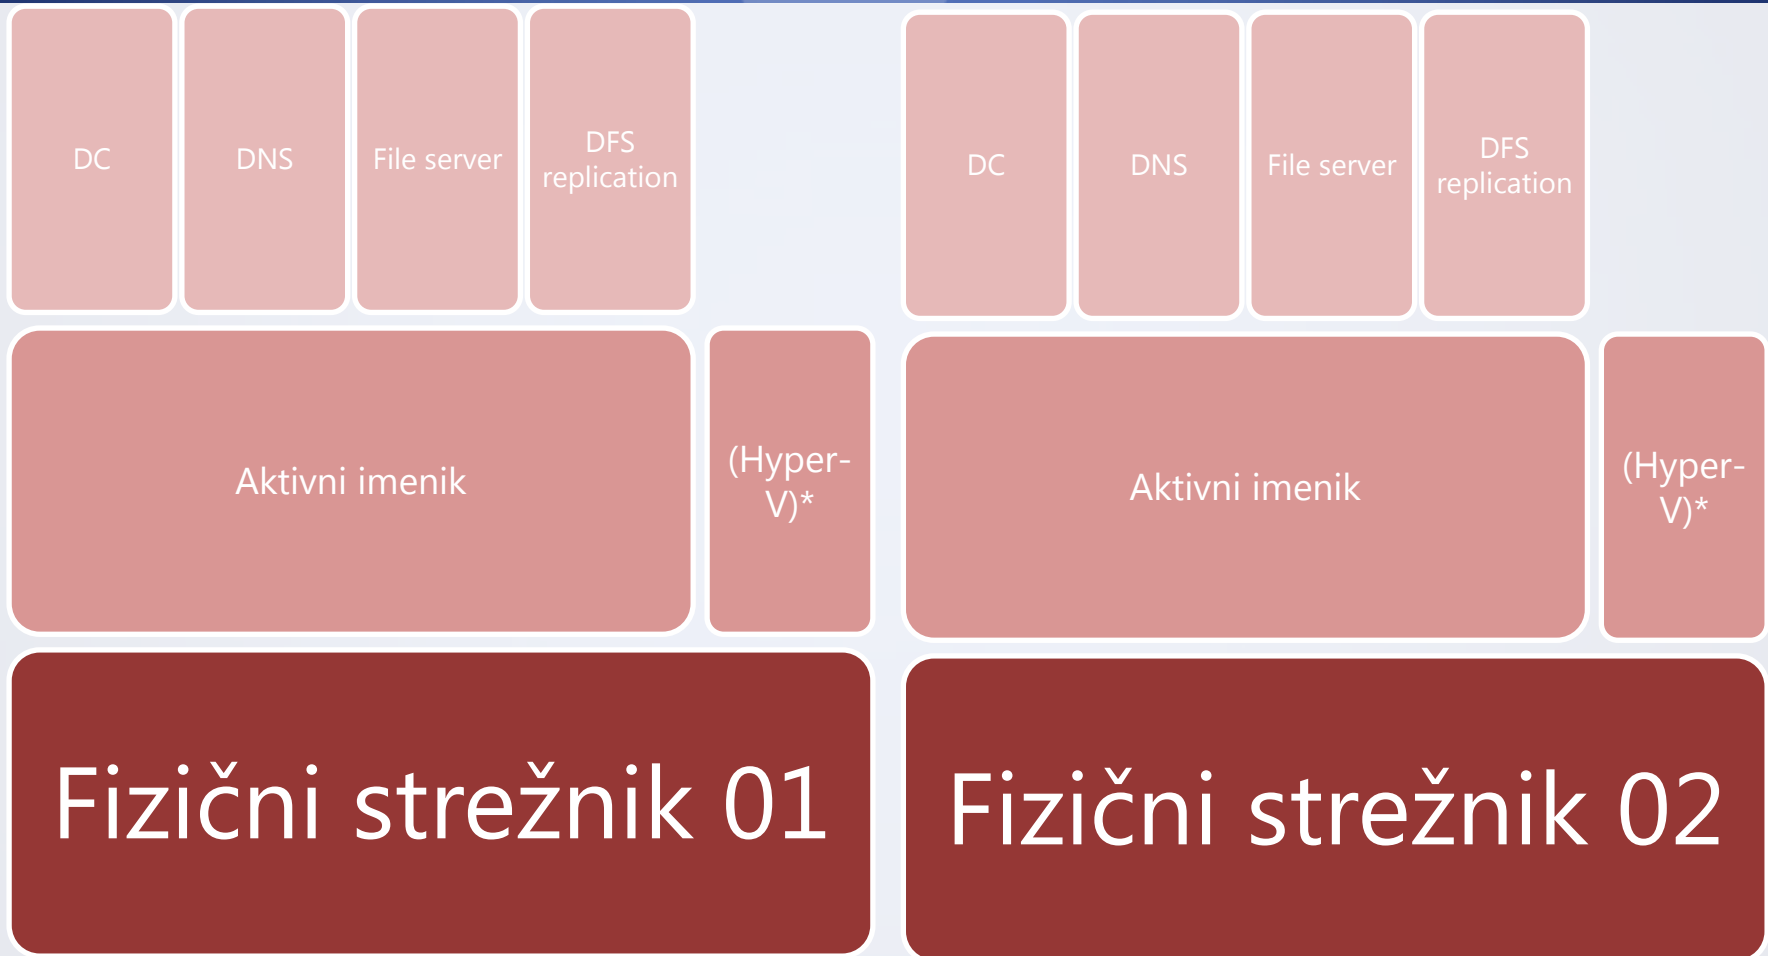 DC
DNS
File server
DFS
replication
Aktivni imenik
(Hyper-
V)*
Fizični strežnik 01
DC
DNS
File server
DFS
replication
Aktivni imenik
(Hyper-
V)*
Fizični strežnik 02